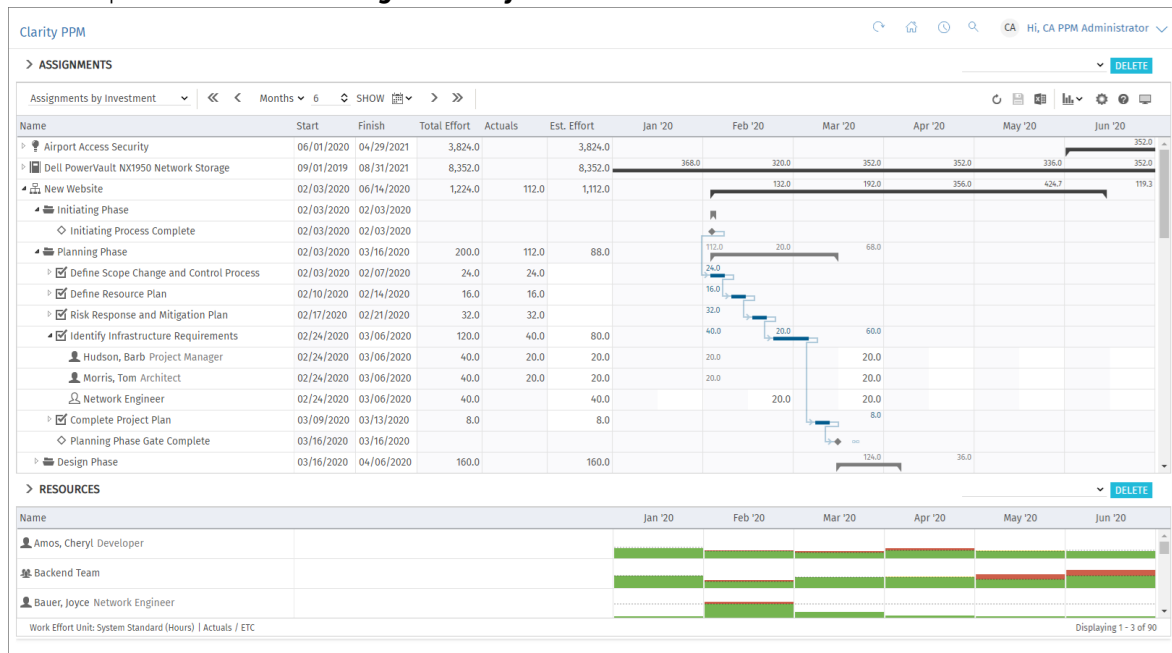 Clarity PPM
CA Hi, CA PPM Administrator
ASSIGNMENTS
DELETE
Assignments by Investment Months 6 SHOW
Name Start Finish Total Effort Actuals Est. Effort Jan '20 Feb '20 Mar '20 Apr '20 May '20 Jun '20
Airport Access Security 06/01/2020 04/29/2021 3,824.0 3,824.0 352.0
Dell PowerVault NX1950 Network Storage 09/01/2019 08/31/2021 8,352.0 8,352.0 368.0 320.0 352.0 352.0 336.0 352.0
New Website 02/03/2020 06/14/2020 1,224.0 112.0 1,112.0 132.0 192.0 356.0 424.7 119.3
Initiating Phase 02/03/2020 02/03/2020
Initiating Process Complete 02/03/2020 02/03/2020
Planning Phase 02/03/2020 03/16/2020 200.0 112.0 88.0 112.0 20.0 68.0
Define Scope Change and Control Process 02/03/2020 02/07/2020 24.0 24.0 24.0
Define Resource Plan 02/10/2020 02/14/2020 16.0 16.0 16.0
Risk Response and Mitigation Plan 02/17/2020 02/21/2020 32.0 32.0 32.0
Identify Infrastructure Requirements 02/24/2020 03/06/2020 120.0 40.0 80.0 40.0 20.0 60.0
Hudson, Barb Project Manager 02/24/2020 03/06/2020 40.0 20.0 20.0 20.0 20.0
Morris, Tom Architect 02/24/2020 03/06/2020 40.0 20.0 20.0 20.0 20.0
Network Engineer 02/24/2020 03/06/2020 40.0 40.0 20.0 20.0
Complete Project Plan 03/09/2020 03/13/2020 8.0 8.0 8.0
Planning Phase Gate Complete 03/16/2020 03/16/2020
Design Phase 03/16/2020 04/06/2020 160.0 160.0 124.0 36.0
RESOURCES
DELETE
Name Jan '20 Feb '20 Mar '20 Apr '20 May '20 Jun '20
Amos, Cheryl Developer
Backend Team
Bauer, Joyce Network Engineer
Work Effort Unit: System Standard (Hours) | Actuals / ETC Displaying 1 - 3 of 90